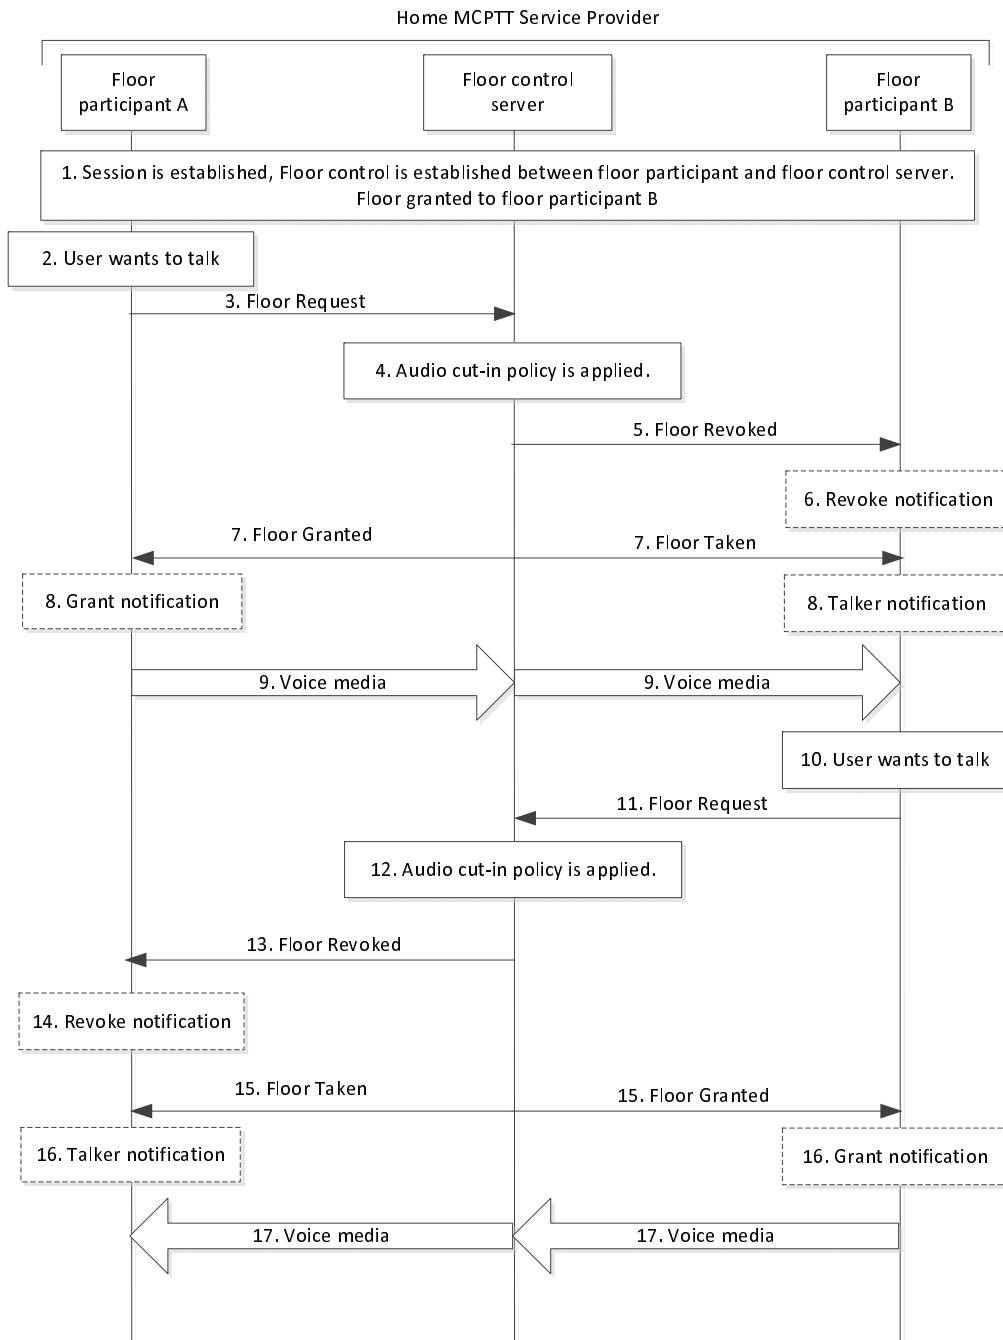 Home MCPTT Service Provider
Floor
participant A
Floor control
server
Floor
participant B
1. Session is established, Floor control is established between floor participant and floor control server.
Floor granted to floor participant B
2. User wants to talk
3. Floor Request
4. Audio cut-in policy is applied.
5. Floor Revoked
6. Revoke notification
7. Floor Granted
7. Floor Taken
8. Grant notification
8. Talker notification
9. Voice media
9. Voice media
10. User wants to talk
11. Floor Request
12. Audio cut-in policy is applied.
13. Floor Revoked
14. Revoke notification
15. Floor Taken
15. Floor Granted
16. Talker notification
16. Grant notification
17. Voice media
17. Voice media